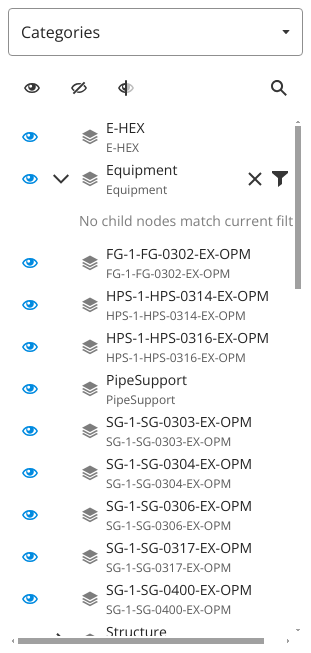 Categories
E-HEX
E-HEX
Equipment
Equipment
No child nodes match current filt
FG-1-FG-0302-EX-OPM
FG-1-FG-0302-EX-OPM
HPS-1-HPS-0314-EX-OPM
HPS-1-HPS-0314-EX-OPM
HPS-1-HPS-0316-EX-OPM
HPS-1-HPS-0316-EX-OPM
PipeSupport
PipeSupport
SG-1-SG-0303-EX-OPM
SG-1-SG-0303-EX-OPM
SG-1-SG-0304-EX-OPM
SG-1-SG-0304-EX-OPM
SG-1-SG-0306-EX-OPM
SG-1-SG-0306-EX-OPM
SG-1-SG-0317-EX-OPM
SG-1-SG-0317-EX-OPM
SG-1-SG-0400-EX-OPM
SG-1-SG-0400-EX-OPM
Structure